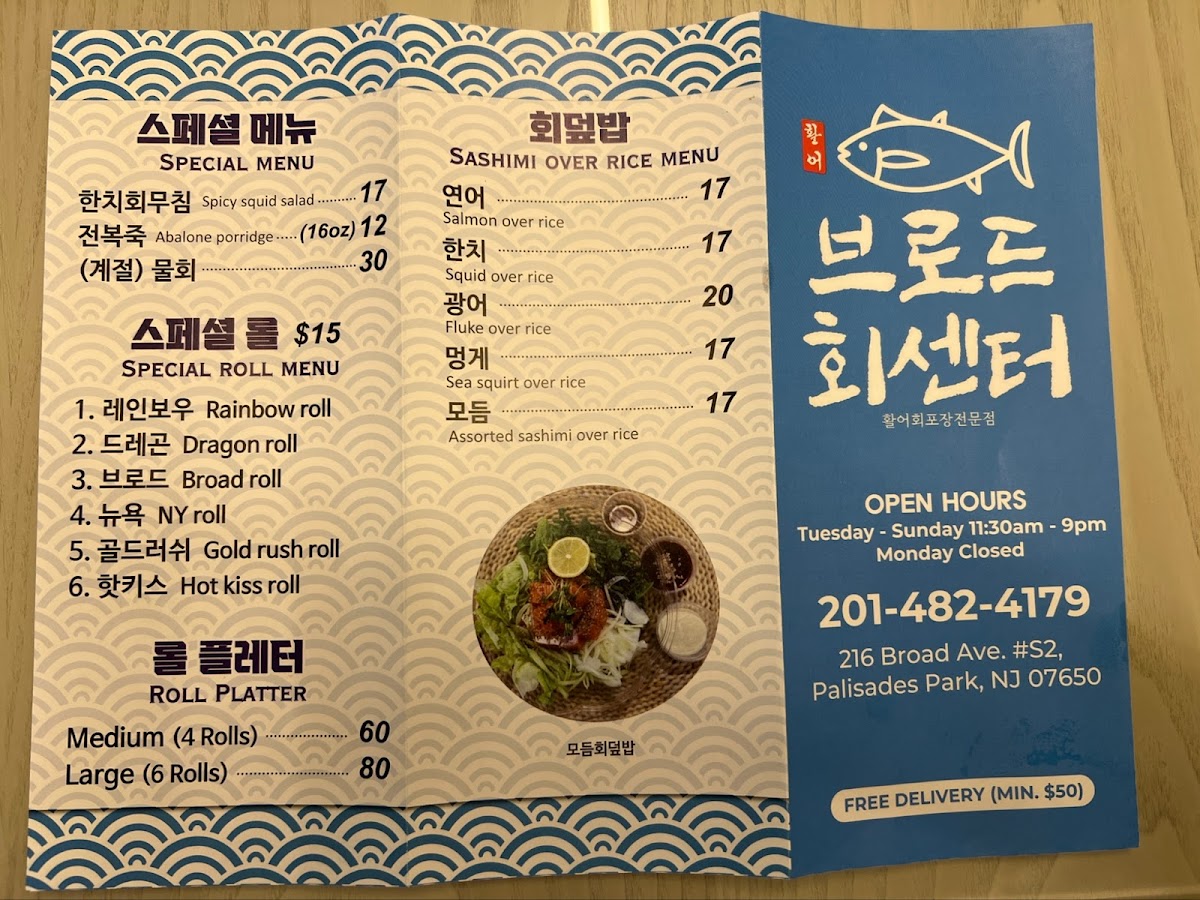 스페셜 메뉴
SPECIAL MENU
한치회무침 Spicy squid salad .......... 17
전복죽 Abalone porridge ..... (16oz) 12
(계절) 물회 .......... 30
스페셜 롤 $15
SPECIAL ROLL MENU
1. 레인보우 Rainbow roll
2. 드레곤 Dragon roll
3. 브로드 Broad roll
4. 뉴욕 NY roll
5. 골드러쉬 Gold rush roll
6. 핫키스 Hot kiss roll
롤 플레터
ROLL PLATTER
Medium (4 Rolls) .......... 60
Large (6 Rolls) .......... 80
회덮밥
SASHIMI OVER RICE MENU
연어 .......... 17
Salmon over rice
한치 .......... 17
Squid over rice
광어 .......... 20
Fluke over rice
멍게 .......... 17
Sea squirt over rice
모듬 .......... 17
Assorted sashimi over rice
모듬회덮밥
활어
브로드
회센터
활어회포장전문점
OPEN HOURS
Tuesday - Sunday 11:30am - 9pm
Monday Closed
201-482-4179
216 Broad Ave. #S2,
Palisades Park, NJ 07650
FREE DELIVERY (MIN. $50)